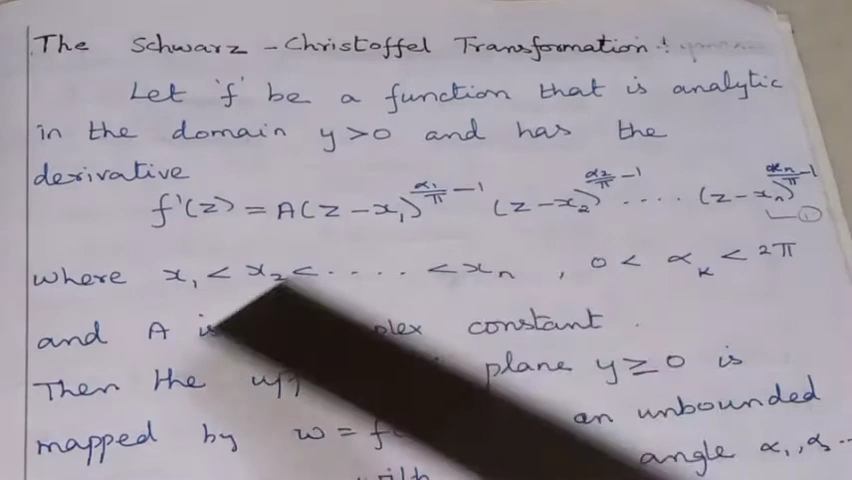 The Schwarz - Christoffel Transformation :
Let 'f' be a function that is analytic
in the domain y>0 and has the
derivative
f'(z) = A(z-x₁)^(α₁/π -1) (z-x₂)^(α₂/π -1) .... (z-xₙ)^(αₙ/π -1) —①
where x₁ < x₂ < ..... < xₙ , 0 < αₖ < 2π
and A constant .
Then the plane y≥0 is
mapped by w = an unbounded
angle α₁,